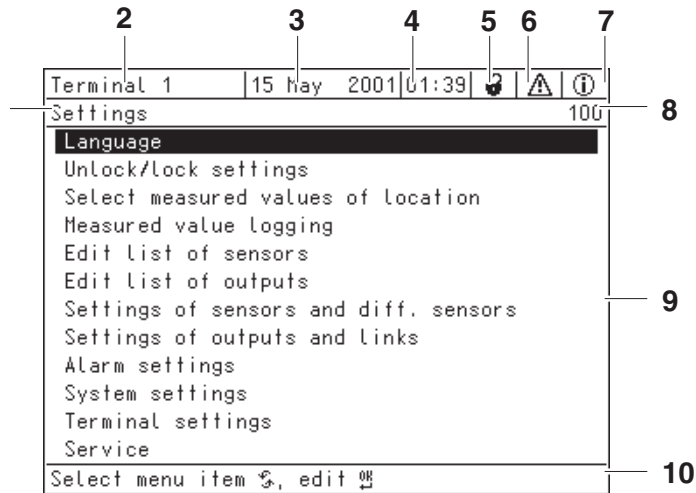 2 3 4 5 6 7
Terminal 1 15 May 2001 01:39
Settings 100 8
Language
Unlock/lock settings
Select measured values of location
Measured value logging
Edit list of sensors
Edit list of outputs
Settings of sensors and diff. sensors 9
Settings of outputs and links
Alarm settings
System settings
Terminal settings
Service
Select menu item , edit OK 10